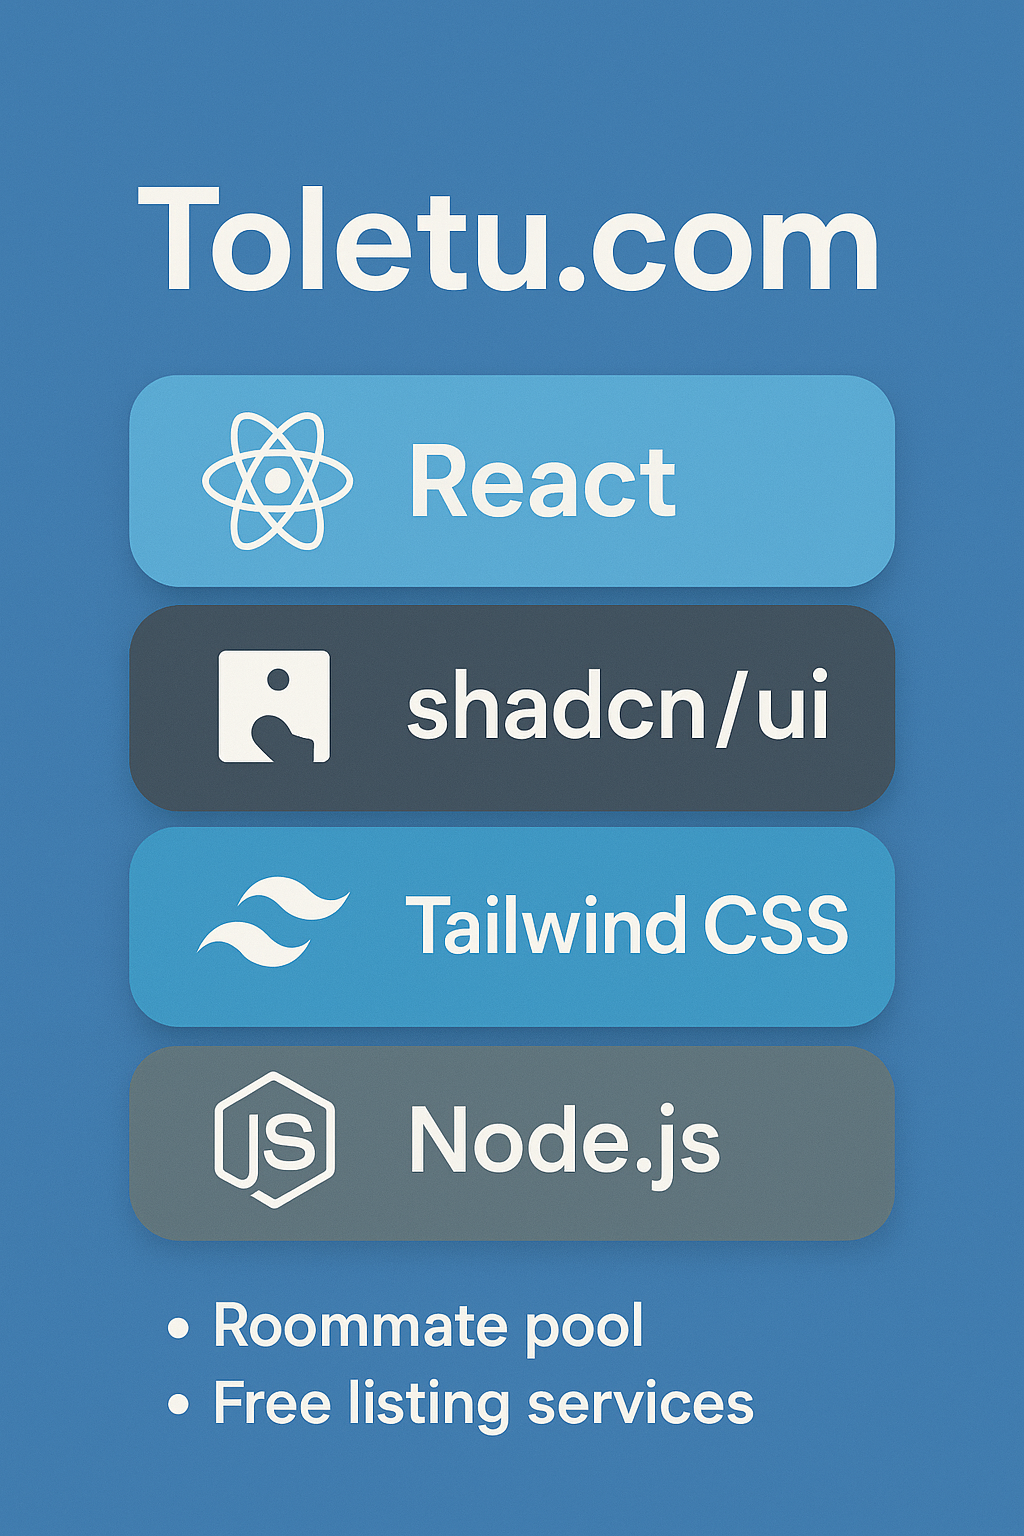 Toletu.com
React
shadcn/ui
Tailwind CSS
JS
Node.js
• Roommate pool
• Free listing services